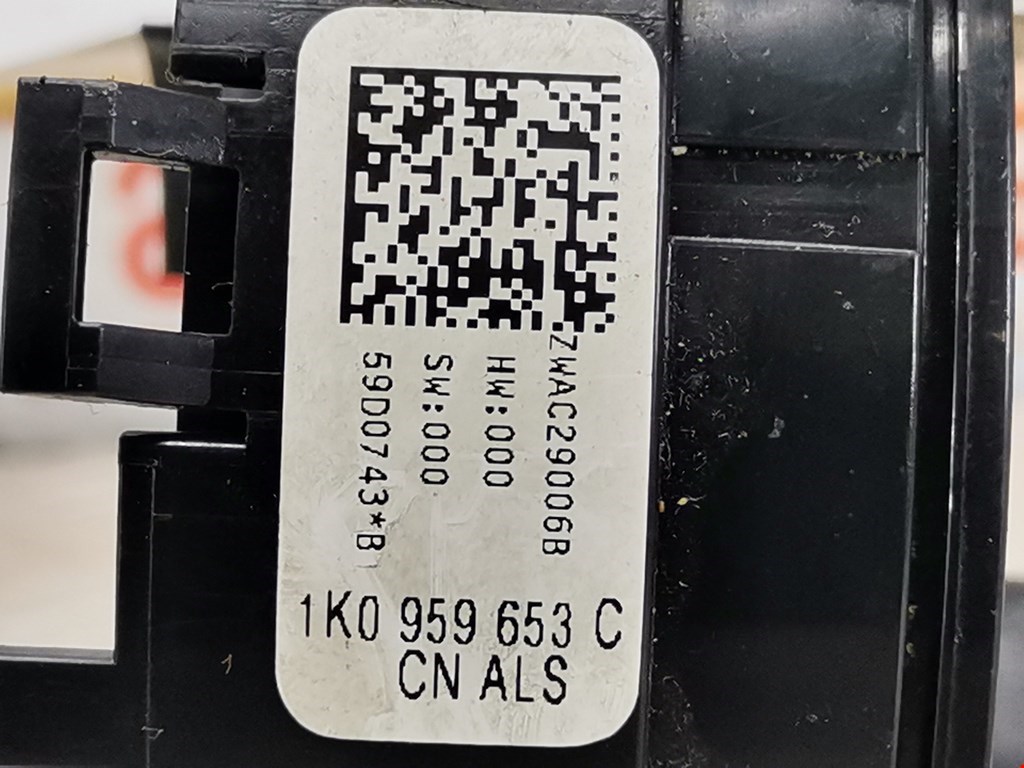 ZWAC29006B
HW:000
SW:000
59D0743*B
1K0 959 653 C
CN ALS